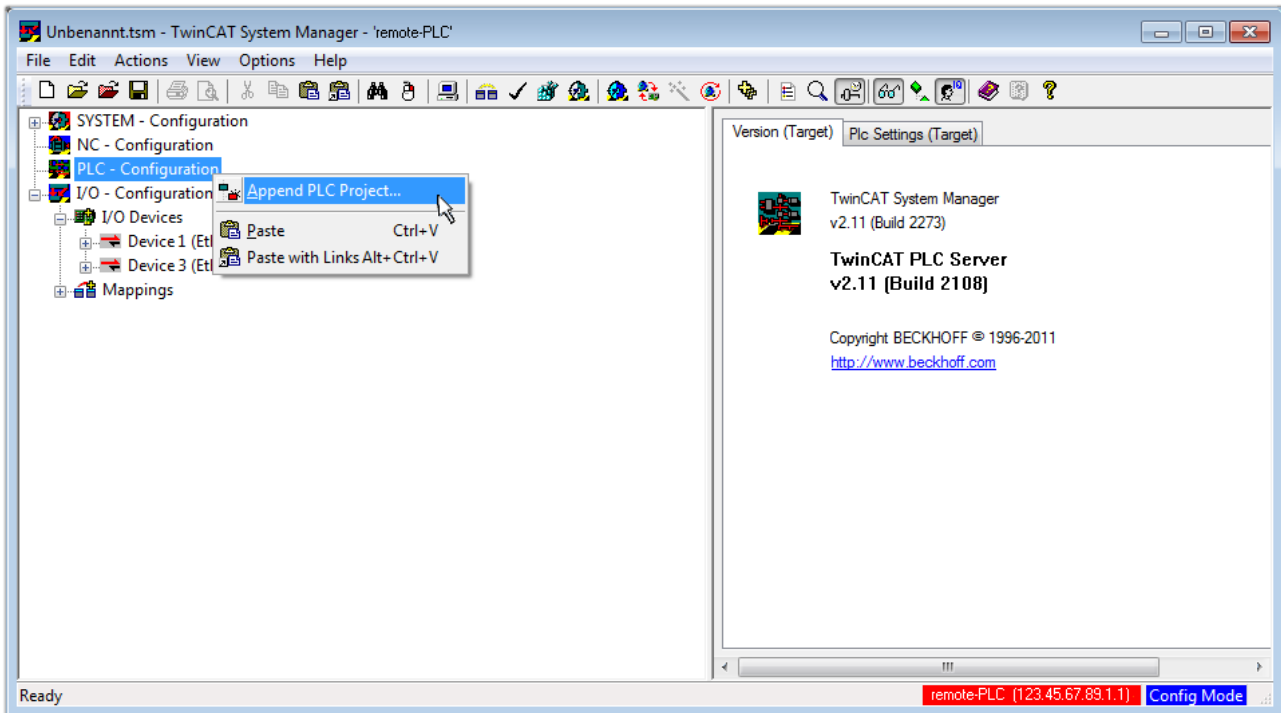 Unbenannt.tsm - TwinCAT System Manager - 'remote-PLC'
File Edit Actions View Options Help
SYSTEM - Configuration
NC - Configuration
PLC - Configuration
I/O - Configuration
I/O Devices
Device 1 (Etl
Device 3 (Etl
Mappings
Append PLC Project...
Paste Ctrl+V
Paste with Links Alt+Ctrl+V
Version (Target) Plc Settings (Target)
TwinCAT System Manager
v2.11 (Build 2273)
TwinCAT PLC Server
v2.11 (Build 2108)
Copyright BECKHOFF © 1996-2011
http://www.beckhoff.com
Ready remote-PLC (123.45.67.89.1.1) Config Mode